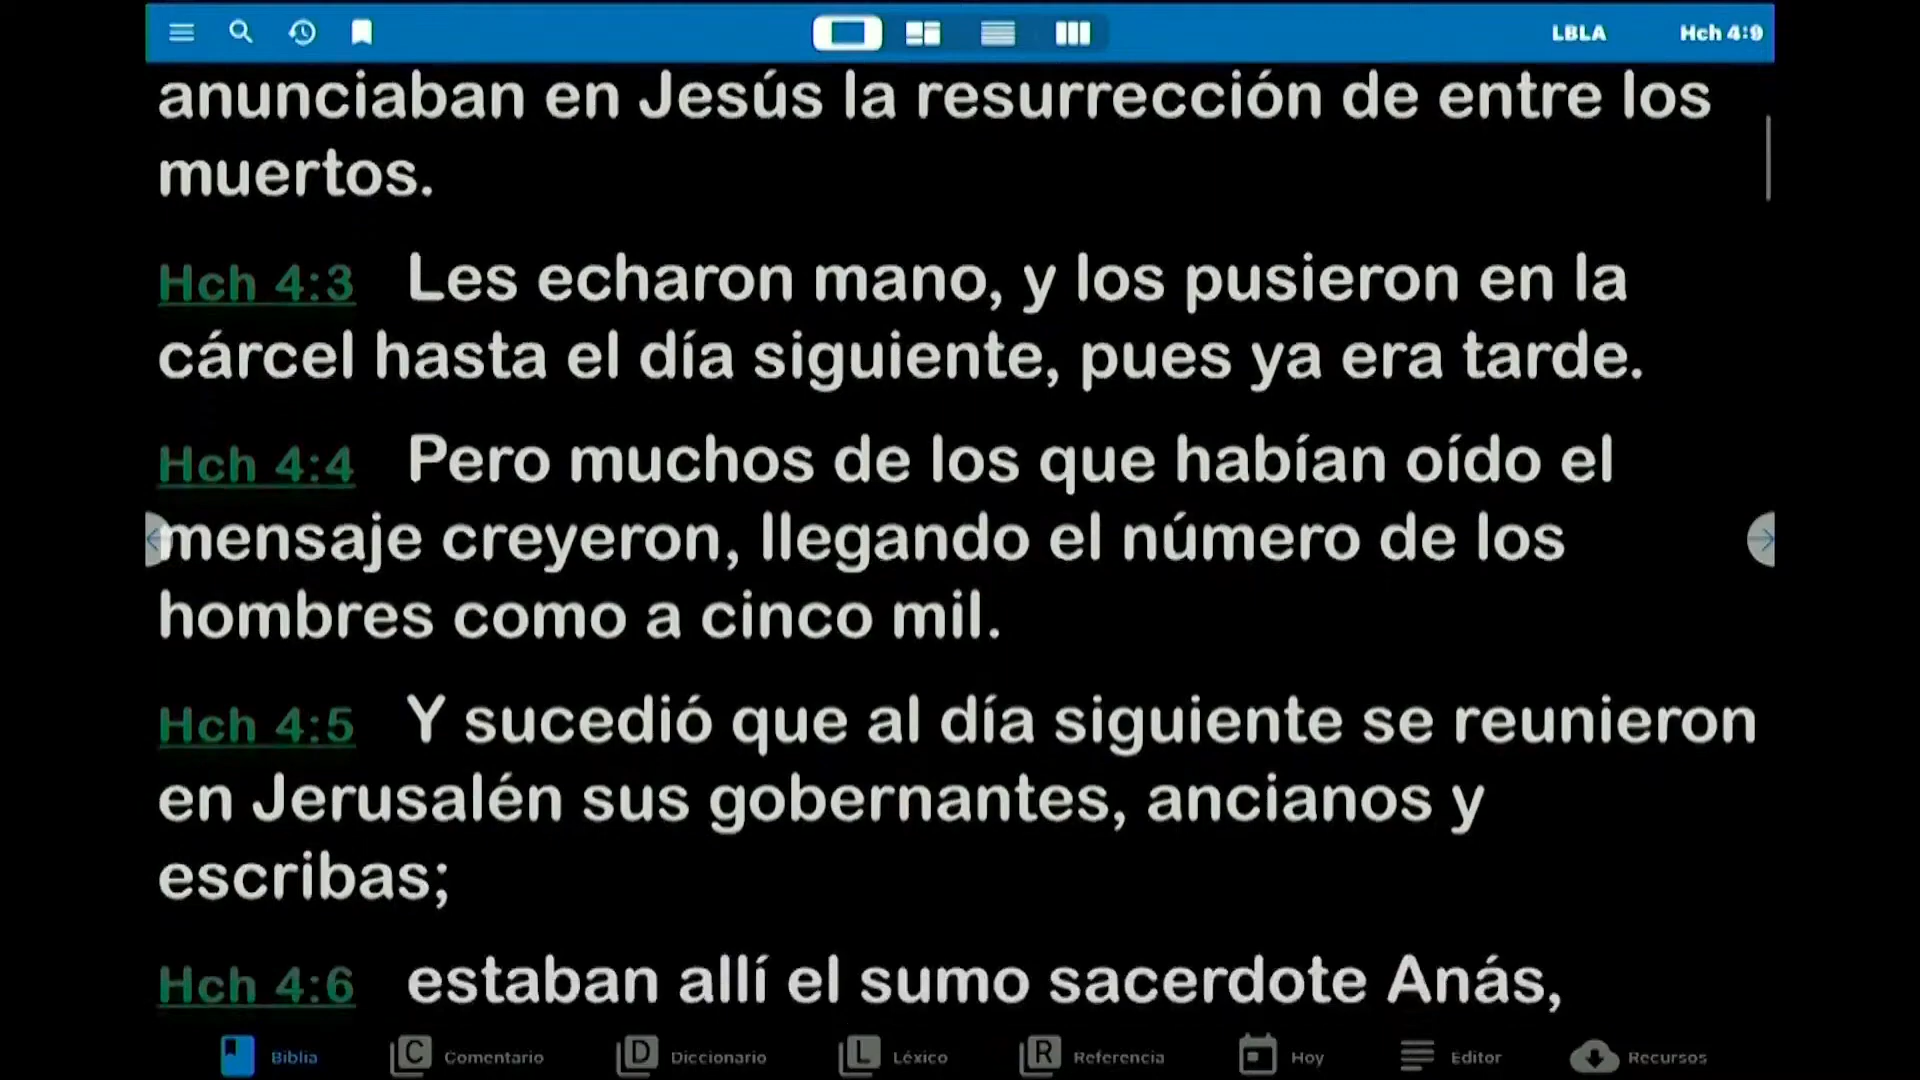 LBLA Hch 4:9
anunciaban en Jesús la resurrección de entre los
muertos.
Hch 4:3 Les echaron mano, y los pusieron en la
cárcel hasta el día siguiente, pues ya era tarde.
Hch 4:4 Pero muchos de los que habían oído el
mensaje creyeron, llegando el número de los
hombres como a cinco mil.
Hch 4:5 Y sucedió que al día siguiente se reunieron
en Jerusalén sus gobernantes, ancianos y
escribas;
Hch 4:6 estaban allí el sumo sacerdote Anás,
Biblia C Comentario D Diccionario L Léxico R Referencia Hoy Editor Recursos